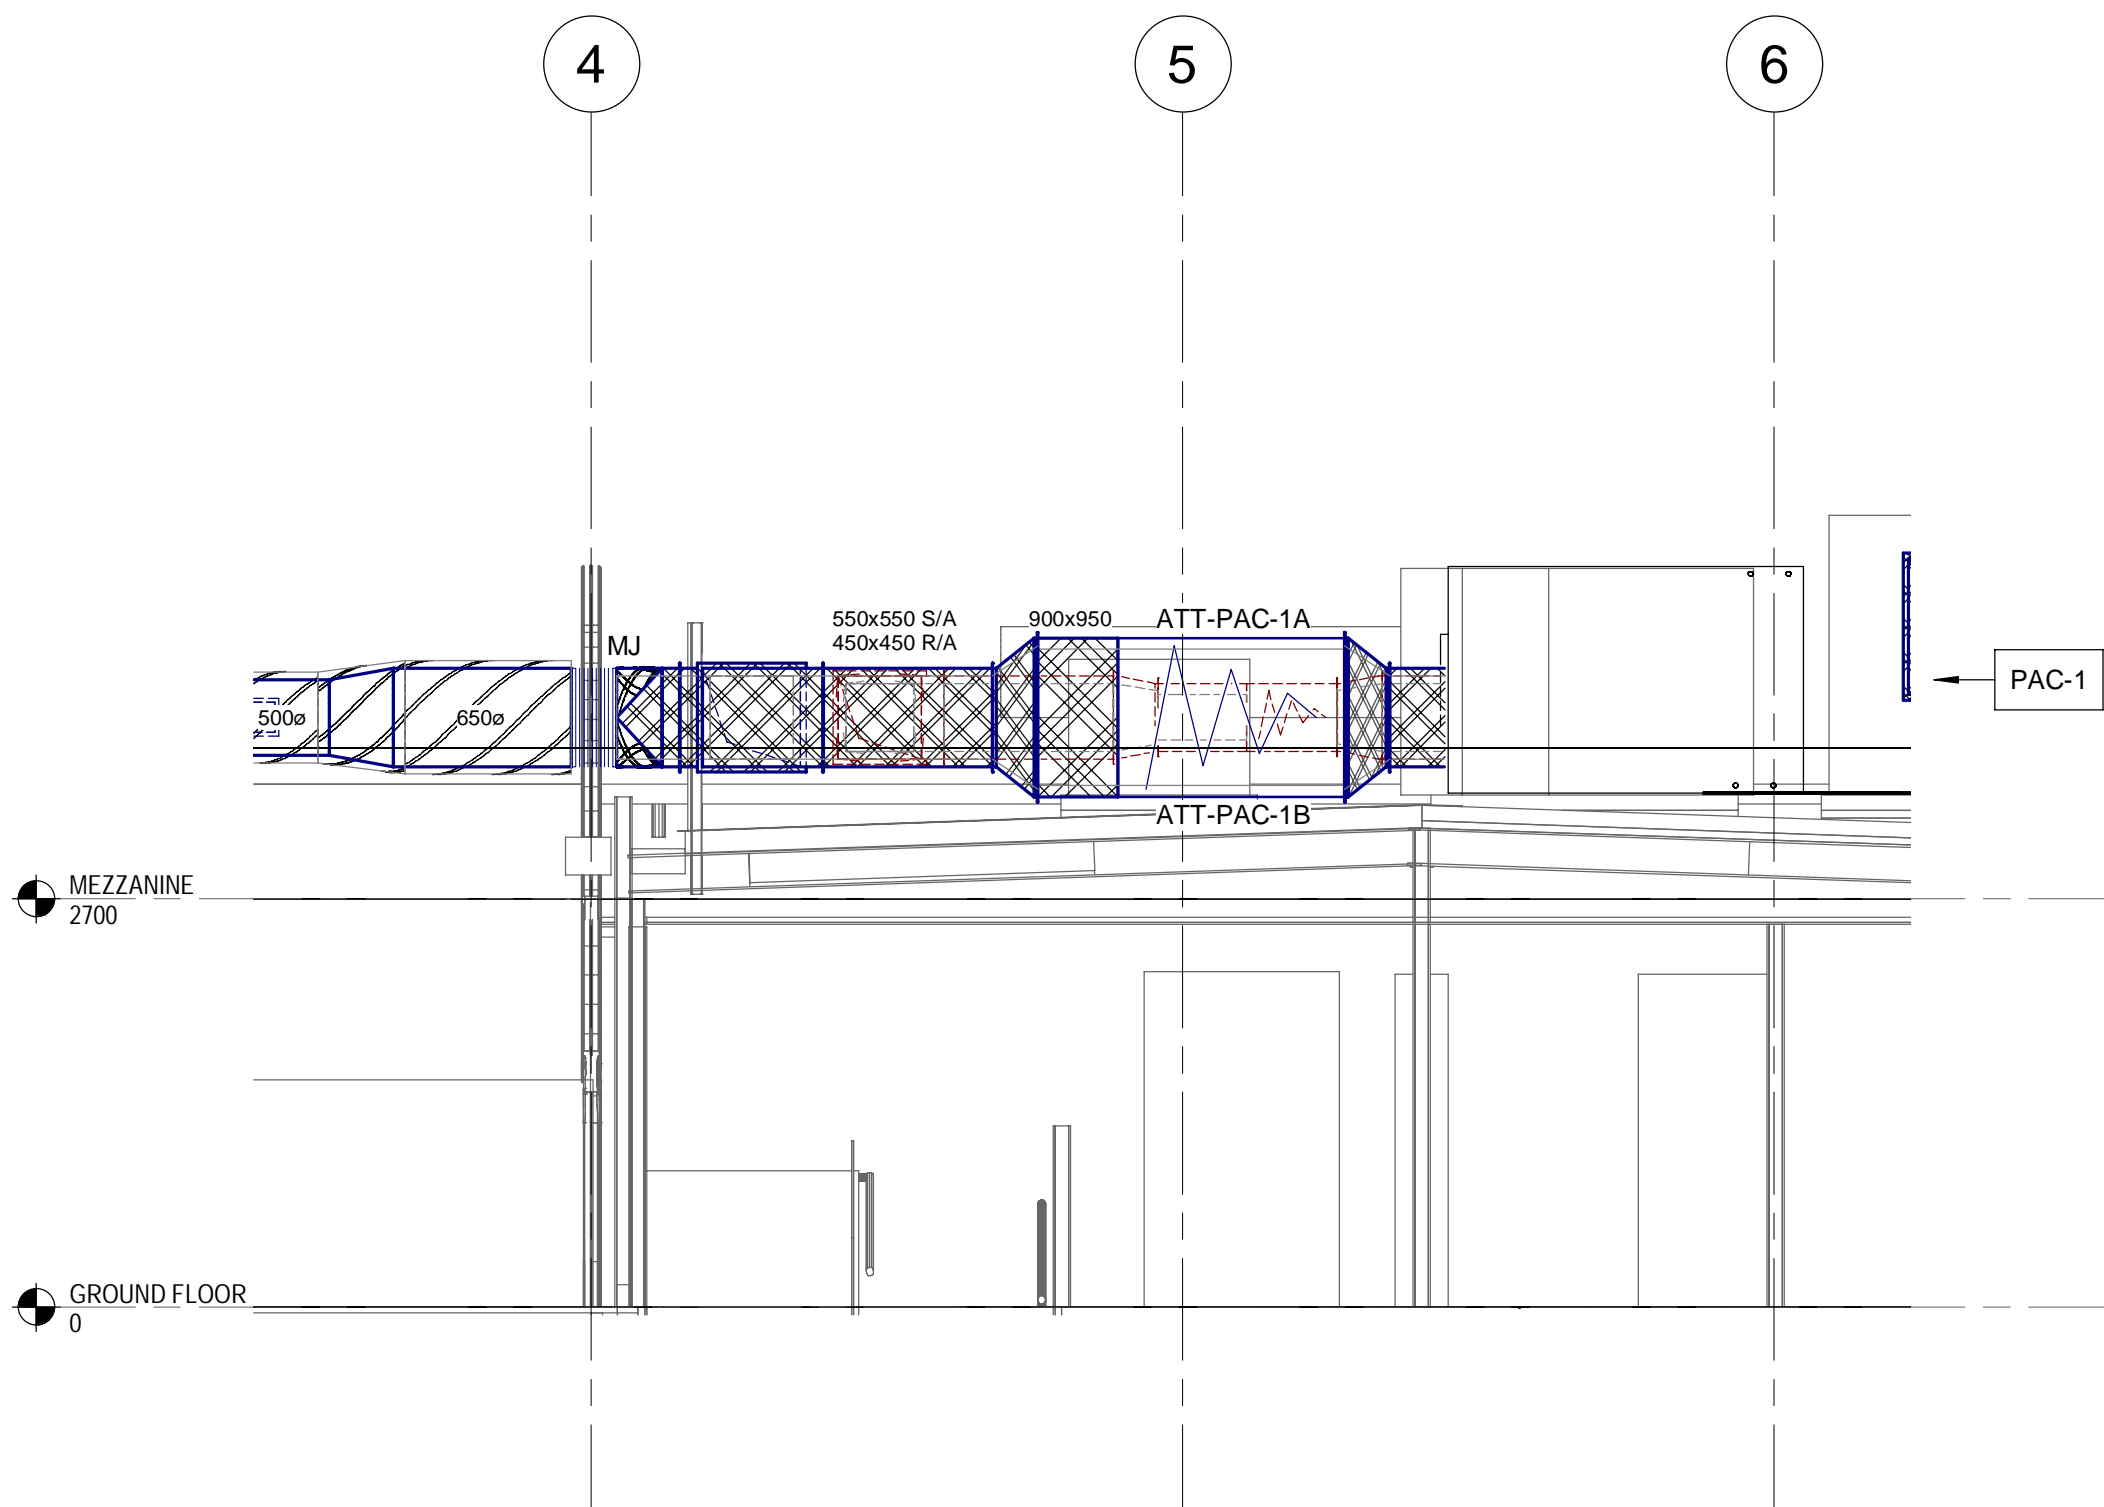 4
5
6
550x550 S/A
450x450 R/A
900x950
ATT-PAC-1A
MJ
PAC-1
500ø
650ø
ATT-PAC-1B
MEZZANINE
2700
GROUND FLOOR
0